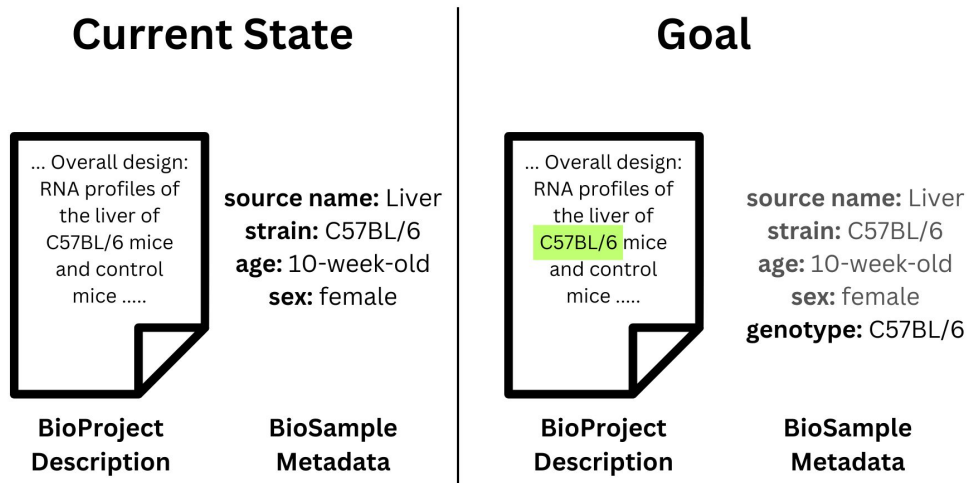 Current State
... Overall design:
RNA profiles of
the liver of
C57BL/6 mice
and control
mice .....
source name: Liver
strain: C57BL/6
age: 10-week-old
sex: female
BioProject
Description
BioSample
Metadata
Goal
... Overall design:
RNA profiles of
the liver of
C57BL/6 mice
and control
mice .....
source name: Liver
strain: C57BL/6
age: 10-week-old
sex: female
genotype: C57BL/6
BioProject
Description
BioSample
Metadata